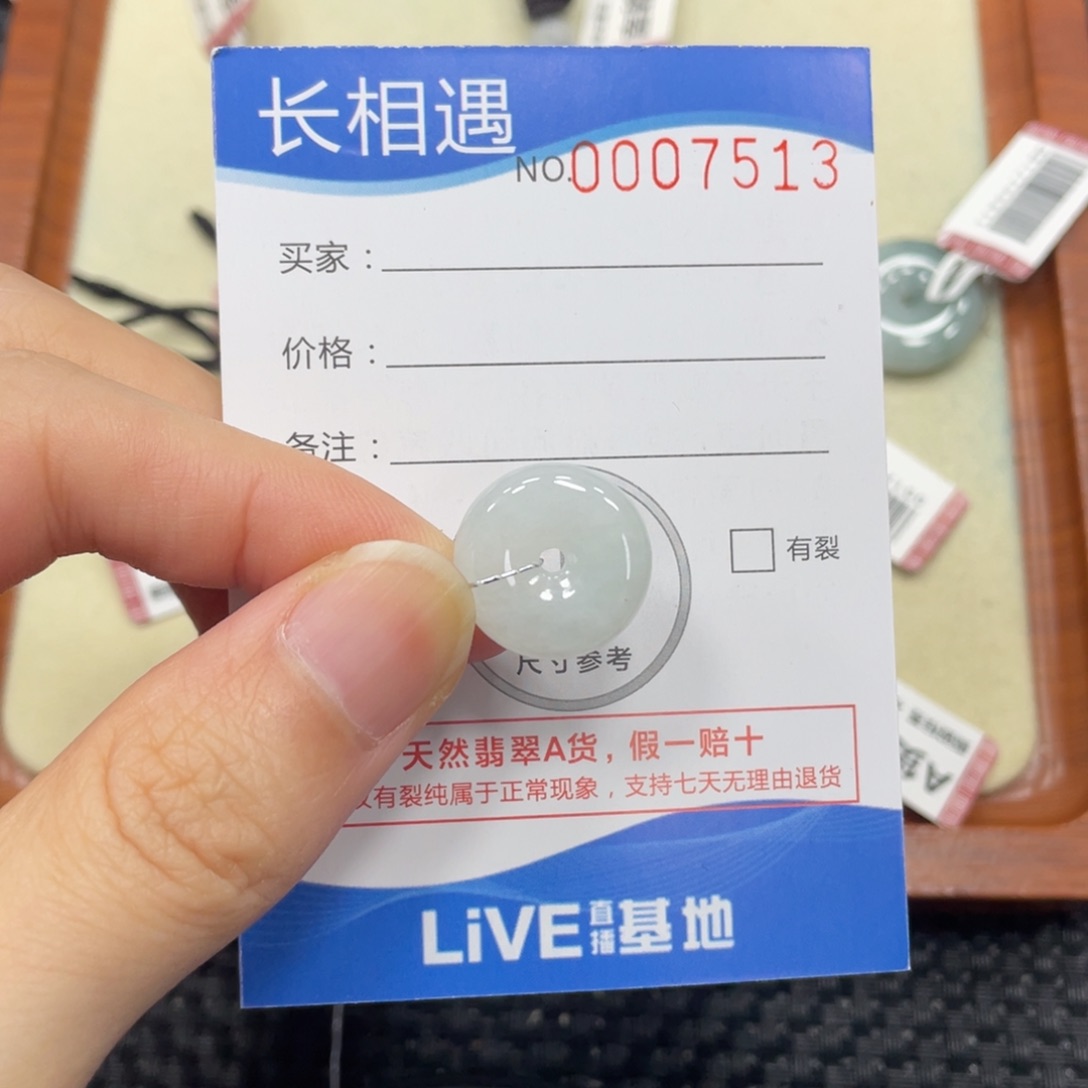 长相遇
NO.0007513
买家：
价格：
备注：
有裂
尺寸参考
天然翡翠A货，假一赔十
有裂纯属于正常现象，支持七天无理由退货
LiVE直播基地
A货